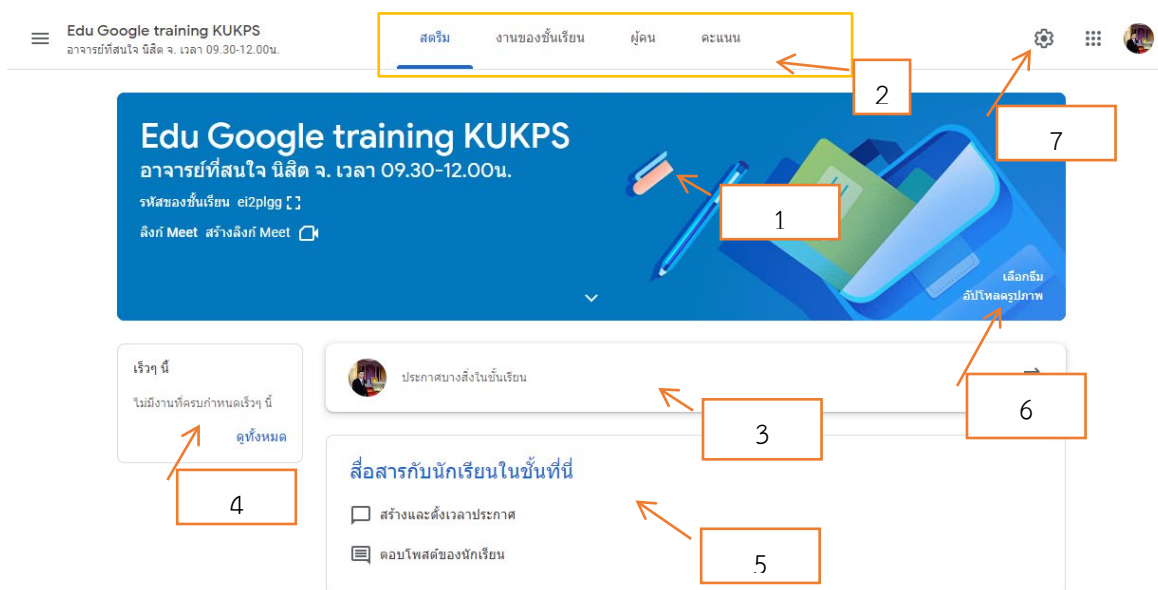 Edu Google training KUKPS
อาจารย์ที่สนใจ นิสิต จ. เวลา 09.30-12.00น.
สตรีม งานของชั้นเรียน ผู้คน คะแนน
2
7
Edu Google training KUKPS
อาจารย์ที่สนใจ นิสิต จ. เวลา 09.30-12.00น.
รหัสของชั้นเรียน ei2plgg
ลิงก์ Meet สร้างลิงก์ Meet
1
เลือกธีม
อัปโหลดรูปภาพ
เร็วๆ นี้
ไม่มีงานที่ครบกำหนดเร็วๆ นี้
ดูทั้งหมด
4
ประกาศบางสิ่งในชั้นเรียน
6
3
สื่อสารกับนักเรียนในชั้นที่นี่
สร้างและตั้งเวลาประกาศ
ตอบโพสต์ของนักเรียน
5